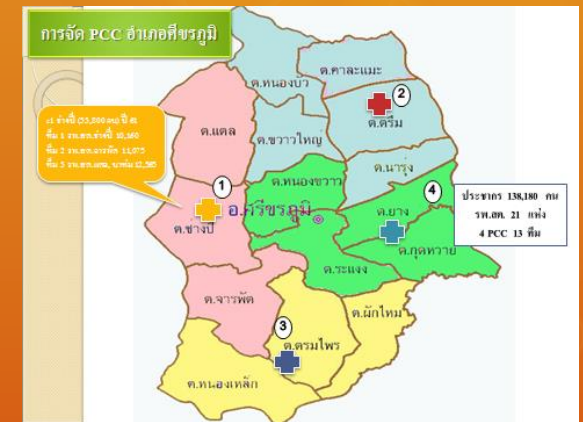 การจัด PCC อำเภอศีขรภูมิ
ต.คาละแมะ
ต.หนองบัว
2
ต.ตรึม
ต.แตล
ต.ขวาวใหญ่
ต.นารุ่ง
ต.หนองขวาว
1
4
อ.ศรีขรภูมิ
ต.ยาง
ต.ช่างปี่
ต.กุดหวาย
ต.ระแงง
ต.จารพัต
ต.ผักไหม
3
ต.ตรมไพร
ต.หนองเหล็ก
ประชากร 138,180 คน
รพ.สต. 21 แห่ง
4 PCC 13 ทีม